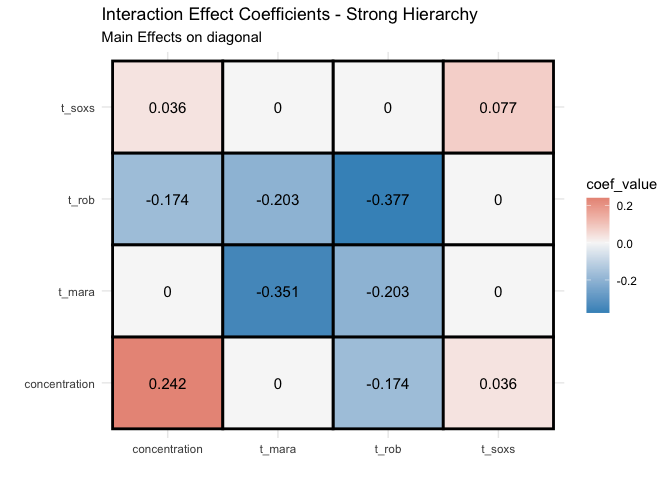 Interaction Effect Coefficients - Strong Hierarchy
Main Effects on diagonal
t_soxs 0.036 0 0 0.077
t_rob -0.174 -0.203 -0.377 0
t_mara 0 -0.351 -0.203 0
concentration 0.242 0 -0.174 0.036
concentration t_mara t_rob t_soxs
coef_value
0.2
0.0
-0.2